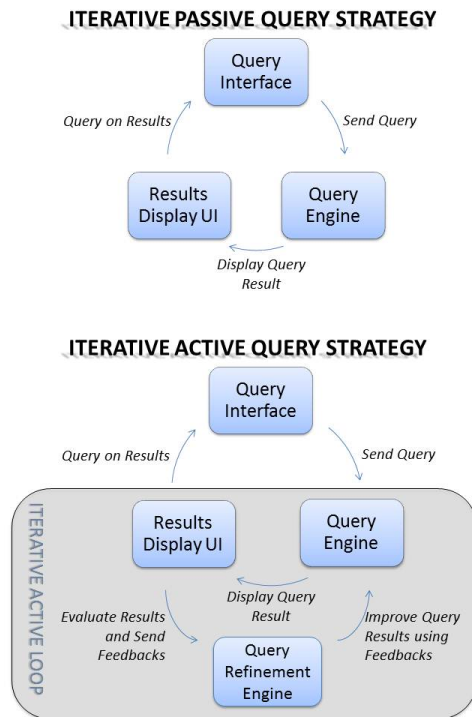 ITERATIVE PASSIVE QUERY STRATEGY
Query
Interface
Query on Results
Send Query
Results
Display UI
Query
Engine
Display Query
Result
ITERATIVE ACTIVE QUERY STRATEGY
Query
Interface
Query on Results
Send Query
ITERATIVE ACTIVE LOOP
Results
Display UI
Query
Engine
Display Query
Result
Evaluate Results
and Send
Feedbacks
Improve Query
Results using
Feedbacks
Query
Refinement
Engine